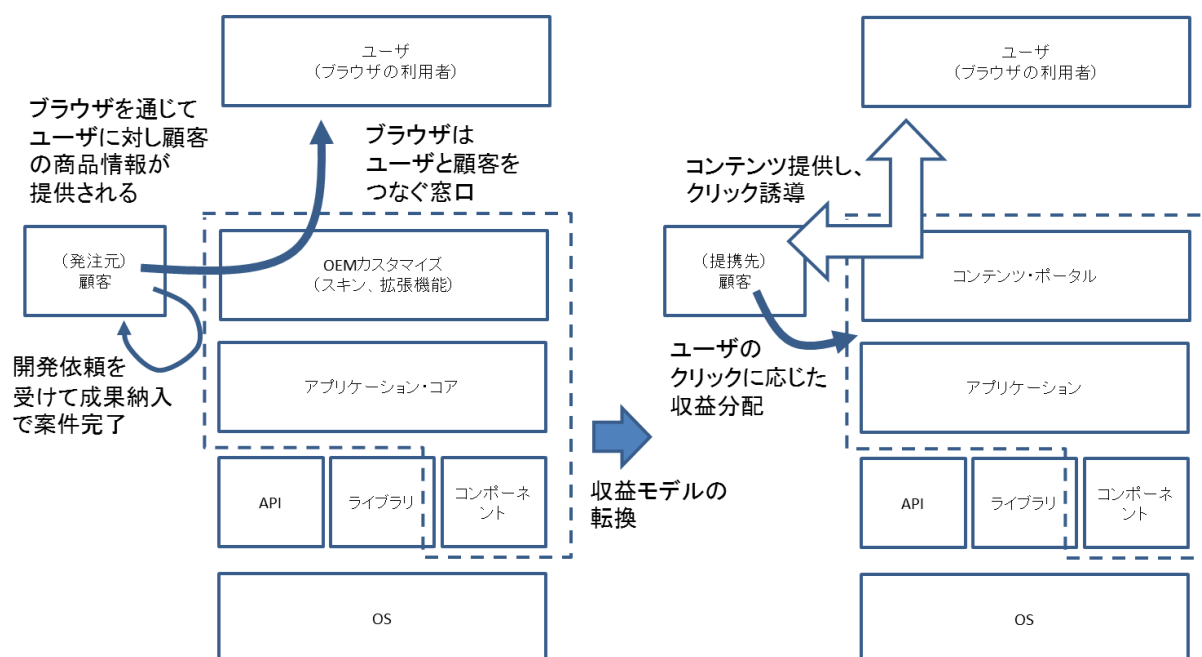 ユーザ
（ブラウザの利用者）
ブラウザを通じて
ユーザに対し顧客
の商品情報が
提供される
ブラウザは
ユーザと顧客を
つなぐ窓口
（発注元）
顧客
OEMカスタマイズ
（スキン、拡張機能）
開発依頼を
受けて成果納入
で案件完了
アプリケーション・コア
API
ライブラリ
コンポーネ
ント
OS
収益モデルの
転換
ユーザ
（ブラウザの利用者）
コンテンツ提供し、
クリック誘導
（提携先）
顧客
コンテンツ・ポータル
ユーザの
クリックに応じた
収益分配
アプリケーション
API
ライブラリ
コンポーネ
ント
OS